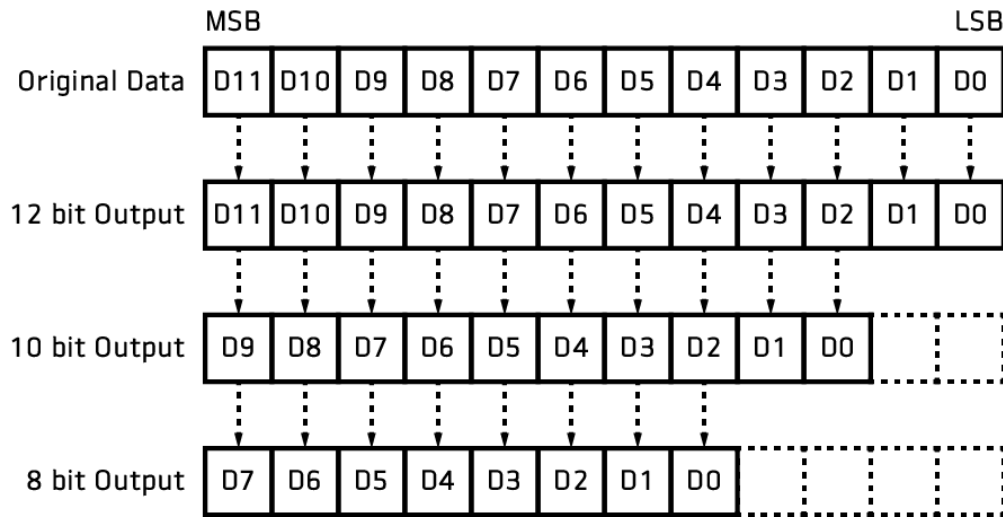 MSB LSB
Original Data D11 D10 D9 D8 D7 D6 D5 D4 D3 D2 D1 D0
12 bit Output D11 D10 D9 D8 D7 D6 D5 D4 D3 D2 D1 D0
10 bit Output D9 D8 D7 D6 D5 D4 D3 D2 D1 D0
8 bit Output D7 D6 D5 D4 D3 D2 D1 D0